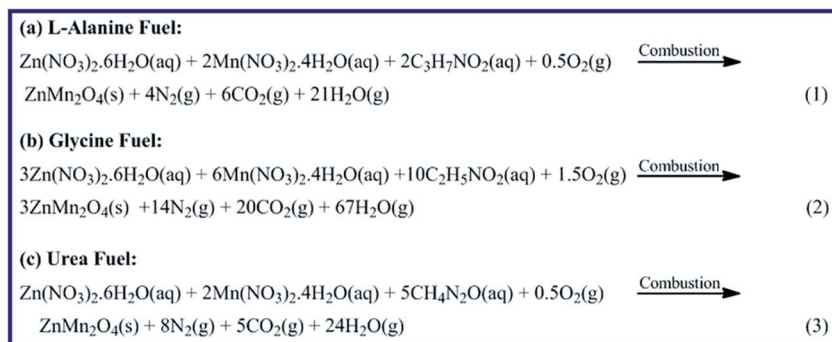 (a) L-Alanine Fuel:
Zn(NO₃)₂.6H₂O(aq) + 2Mn(NO₃)₂.4H₂O(aq) + 2C₃H₇NO₂(aq) + 0.5O₂(g) Combustion
ZnMn₂O₄(s) + 4N₂(g) + 6CO₂(g) + 21H₂O(g) (1)
(b) Glycine Fuel:
3Zn(NO₃)₂.6H₂O(aq) + 6Mn(NO₃)₂.4H₂O(aq) +10C₂H₅NO₂(aq) + 1.5O₂(g) Combustion
3ZnMn₂O₄(s) +14N₂(g) + 20CO₂(g) + 67H₂O(g) (2)
(c) Urea Fuel:
Zn(NO₃)₂.6H₂O(aq) + 2Mn(NO₃)₂.4H₂O(aq) + 5CH₄N₂O(aq) + 0.5O₂(g) Combustion
ZnMn₂O₄(s) + 8N₂(g) + 5CO₂(g) + 24H₂O(g) (3)